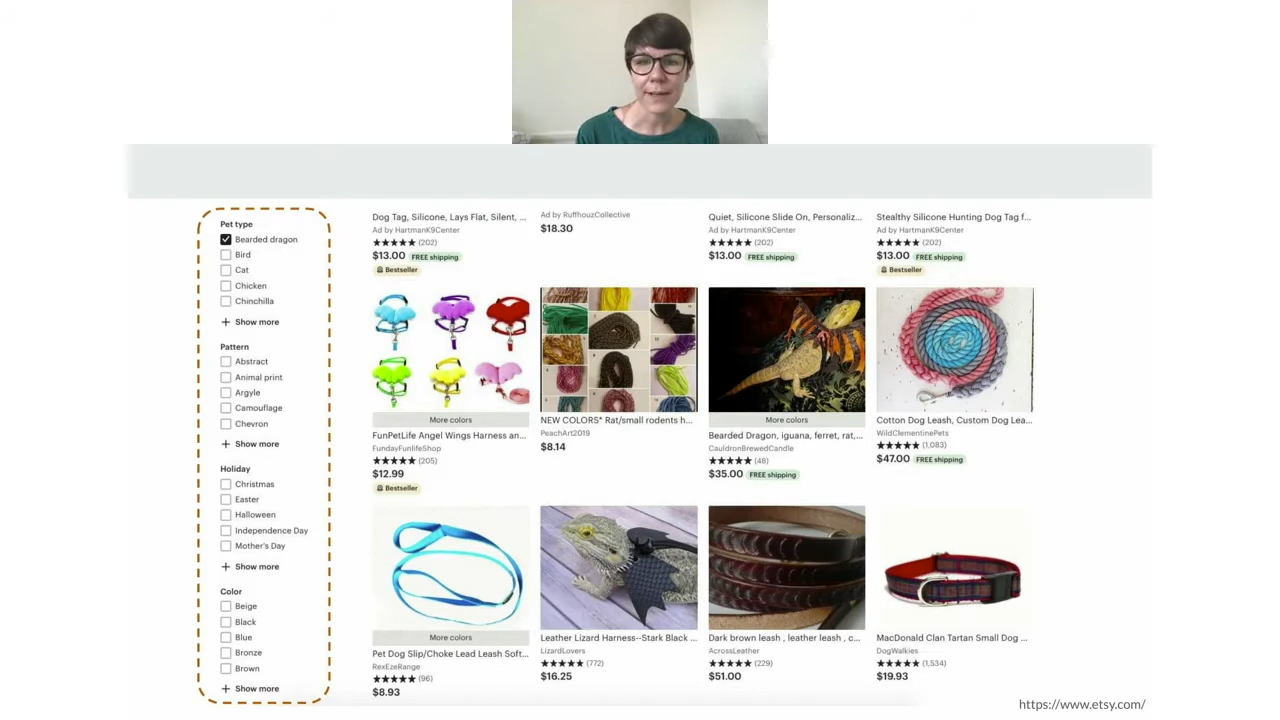 Pet type
Bearded dragon
Bird
Cat
Chicken
Chinchilla
+ Show more
Pattern
Abstract
Animal print
Argyle
Camouflage
Chevron
+ Show more
Holiday
Christmas
Easter
Halloween
Independence Day
Mother's Day
+ Show more
Color
Beige
Black
Blue
Bronze
Brown
+ Show more
Dog Tag, Silicone, Lays Flat, Silent, ...
Ad by HartmanK9Center
★★★★★ (202)
$13.00 FREE shipping
Bestseller
Ad by RuffhouzCollective
$18.30
Quiet, Silicone Slide On, Personaliz...
Ad by HartmanK9Center
★★★★★ (202)
$13.00 FREE shipping
Stealthy Silicone Hunting Dog Tag f...
Ad by HartmanK9Center
★★★★★ (202)
$13.00 FREE shipping
Bestseller
More colors
FunPetLife Angel Wings Harness an...
FundayFunlifeShop
★★★★★ (205)
$12.99
Bestseller
NEW COLORS* Rat/small rodents h...
PeachArt2019
$8.14
More colors
Bearded Dragon, iguana, ferret, rat,...
CauldronBrewedCandle
★★★★★ (46)
$35.00 FREE shipping
Cotton Dog Leash, Custom Dog Lea...
WildClementinePets
★★★★★ (1,083)
$47.00 FREE shipping
More colors
Pet Dog Slip/Choke Lead Leash Soft...
RexEzeRange
★★★★★ (96)
$8.93
Leather Lizard Harness--Stark Black ...
LizardLovers
★★★★★ (772)
$16.25
Dark brown leash , leather leash , c...
AcrossLeather
★★★★★ (229)
$51.00
MacDonald Clan Tartan Small Dog ...
DogWalkies
★★★★★ (1,534)
$19.93
https://www.etsy.com/